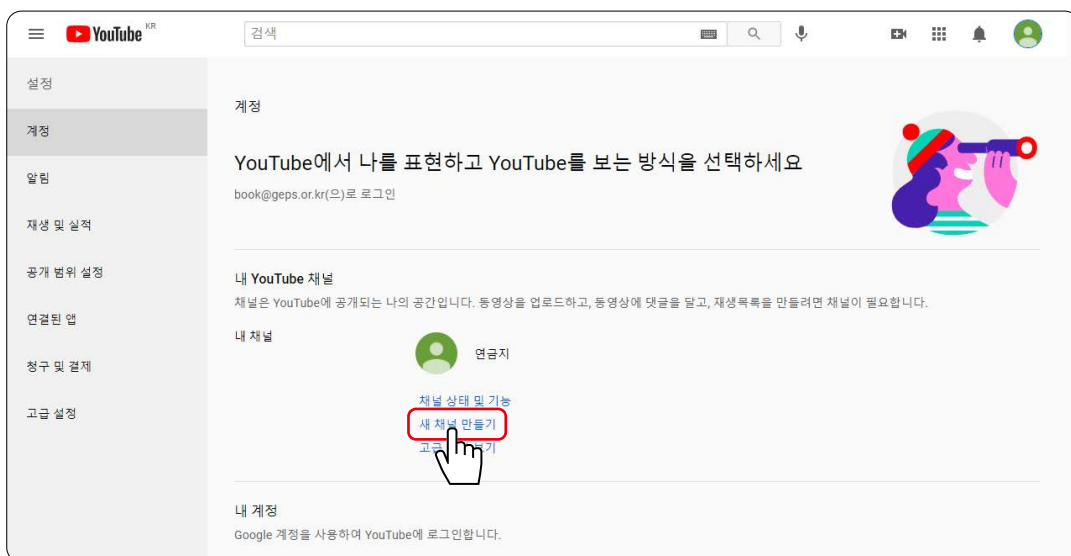 YouTube KR
검색
설정
계정
알림
재생 및 실적
공개 범위 설정
연결된 앱
청구 및 결제
고급 설정
계정
YouTube에서 나를 표현하고 YouTube를 보는 방식을 선택하세요
book@geps.or.kr(으)로 로그인
내 YouTube 채널
채널은 YouTube에 공개되는 나의 공간입니다. 동영상을 업로드하고, 동영상에 댓글을 달고, 재생목록을 만들려면 채널이 필요합니다.
내 채널
연금지
채널 상태 및 기능
새 채널 만들기
고급
내 계정
Google 계정을 사용하여 YouTube에 로그인합니다.